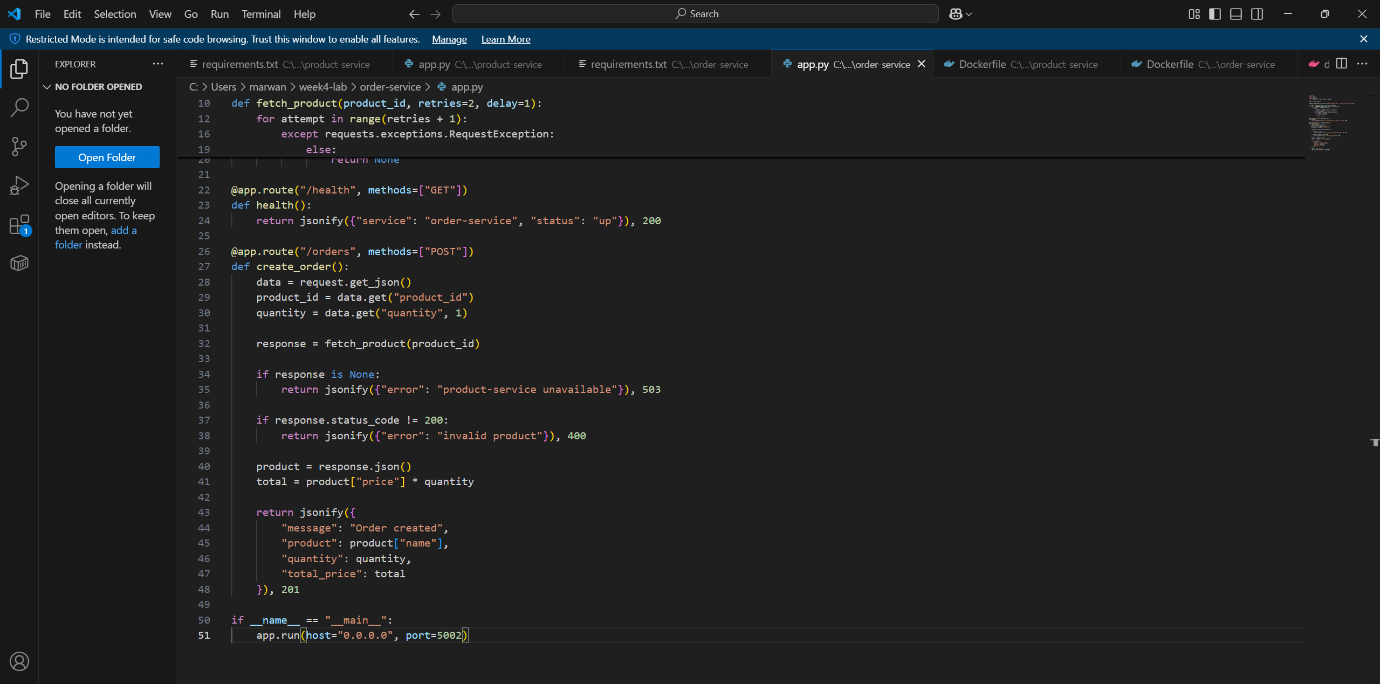 File Edit Selection View Go Run Terminal Help
Search
Restricted Mode is intended for safe code browsing. Trust this window to enable all features. Manage Learn More
EXPLORER
NO FOLDER OPENED
You have not yet
opened a folder.
Open Folder
Opening a folder will
close all currently
open editors. To keep
them open, add a
folder instead.
1
requirements.txt C:\...\product service
app.py C:\...\product service
requirements.txt C:\...\order-service
app.py C:\...\order-service
Dockerfile C:\...\product service
Dockerfile C:\...\order-service
d
C: > Users > marwan > week4-lab > order-service > app.py
10 def fetch_product(product_id, retries=2, delay=1):
12 for attempt in range(retries + 1):
16 except requests.exceptions.RequestException:
19 else:
20 return None
21
22 @app.route("/health", methods=["GET"])
23 def health():
24 return jsonify({"service": "order-service", "status": "up"}), 200
25
26 @app.route("/orders", methods=["POST"])
27 def create_order():
28 data = request.get_json()
29 product_id = data.get("product_id")
30 quantity = data.get("quantity", 1)
31
32 response = fetch_product(product_id)
33
34 if response is None:
35 return jsonify({"error": "product-service unavailable"}), 503
36
37 if response.status_code != 200:
38 return jsonify({"error": "invalid product"}), 400
39
40 product = response.json()
41 total = product["price"] * quantity
42
43 return jsonify({
44 "message": "Order created",
45 "product": product["name"],
46 "quantity": quantity,
47 "total_price": total
48 }), 201
49
50 if __name__ == "__main__":
51 app.run(host="0.0.0.0", port=5002)